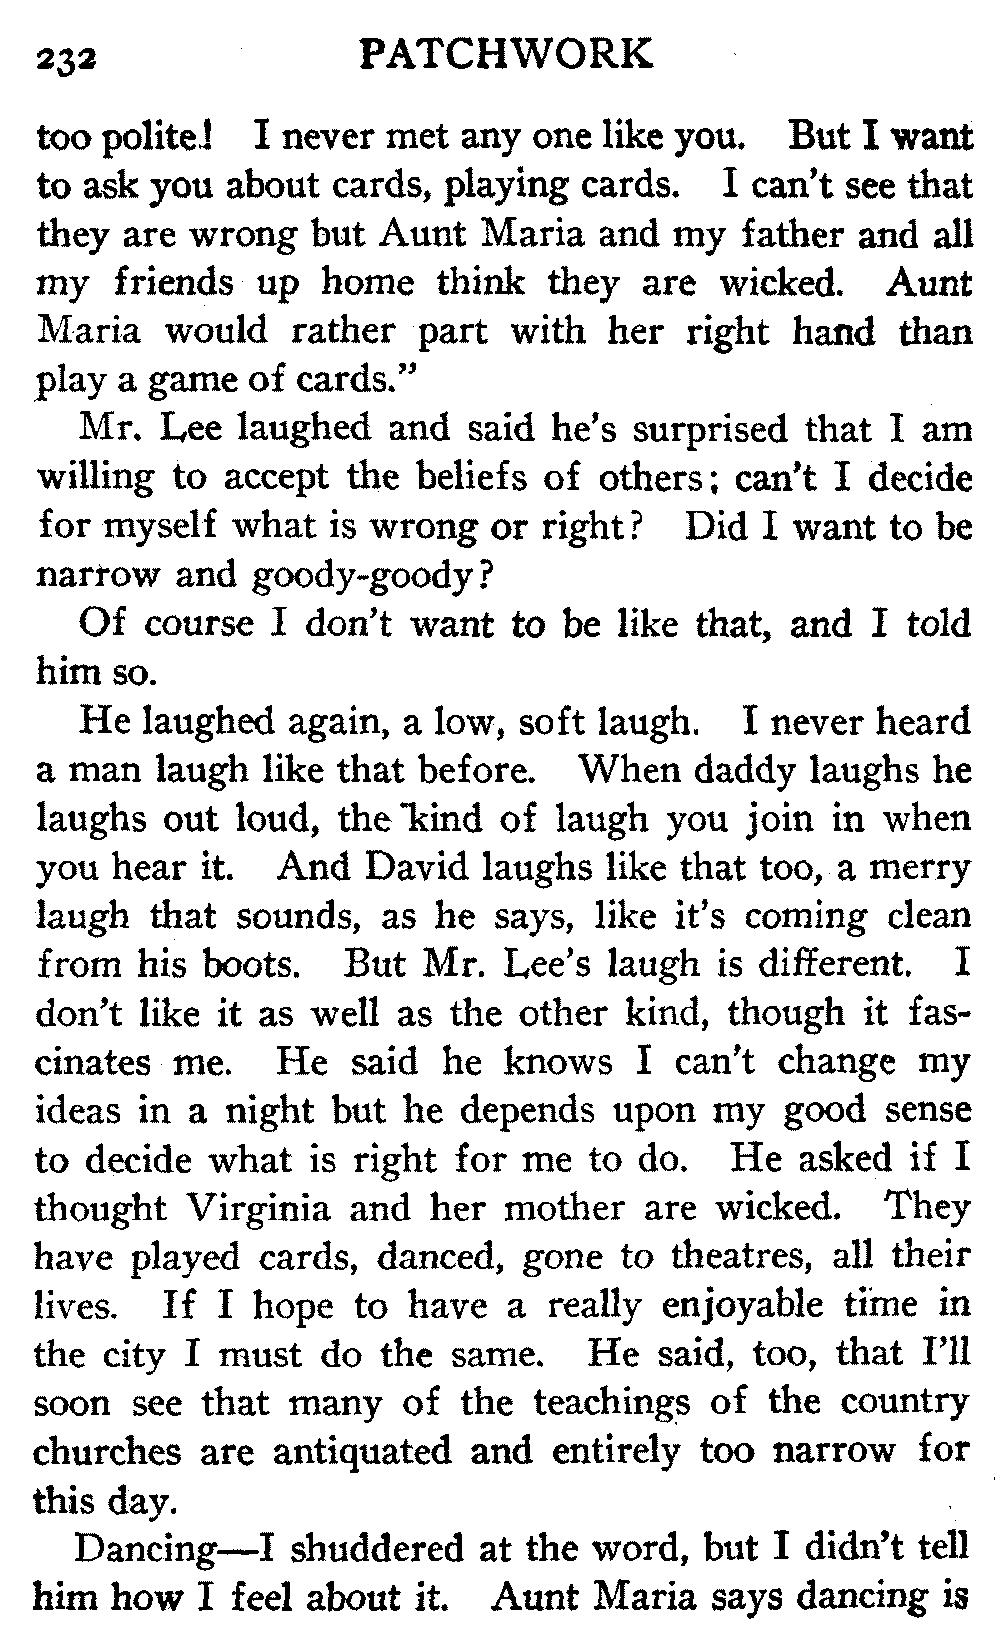 232 PATCHWORK
too polite! I never met any one like you. But I want
to ask you about cards, playing cards. I can't see that
they are wrong but Aunt Maria and my father and all
my friends up home think they are wicked. Aunt
Maria would rather part with her right hand than
play a game of cards.”
Mr. Lee laughed and said he's surprised that I am
willing to accept the beliefs of others; can't I decide
for myself what is wrong or right? Did I want to be
narrow and goody-goody?
Of course I don't want to be like that, and I told
him so.
He laughed again, a low, soft laugh. I never heard
a man laugh like that before. When daddy laughs he
laughs out loud, the kind of laugh you join in when
you hear it. And David laughs like that too, a merry
laugh that sounds, as he says, like it's coming clean
from his boots. But Mr. Lee's laugh is different. I
don't like it as well as the other kind, though it fas-
cinates me. He said he knows I can't change my
ideas in a night but he depends upon my good sense
to decide what is right for me to do. He asked if I
thought Virginia and her mother are wicked. They
have played cards, danced, gone to theatres, all their
lives. If I hope to have a really enjoyable time in
the city I must do the same. He said, too, that I'll
soon see that many of the teachings of the country
churches are antiquated and entirely too narrow for
this day.
Dancing—I shuddered at the word, but I didn't tell
him how I feel about it. Aunt Maria says dancing is